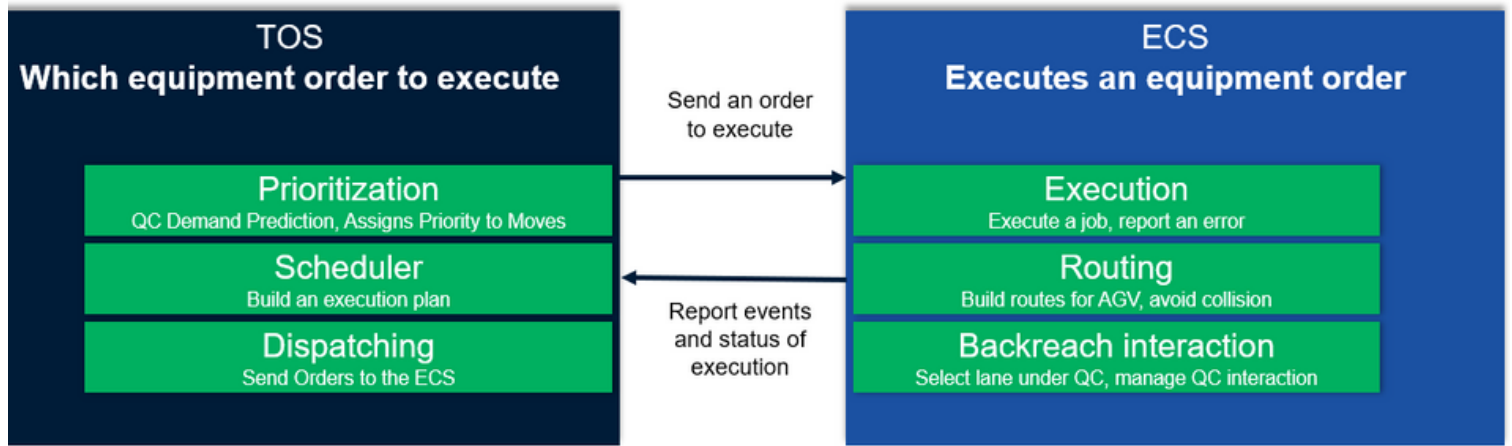 TOS
Which equipment order to execute
Prioritization
QC Demand Prediction, Assigns Priority to Moves
Scheduler
Build an execution plan
Dispatching
Send Orders to the ECS
Send an order
to execute
Report events
and status of
execution
ECS
Executes an equipment order
Execution
Execute a job, report an error
Routing
Build routes for AGV, avoid collision
Backreach interaction
Select lane under QC, manage QC interaction